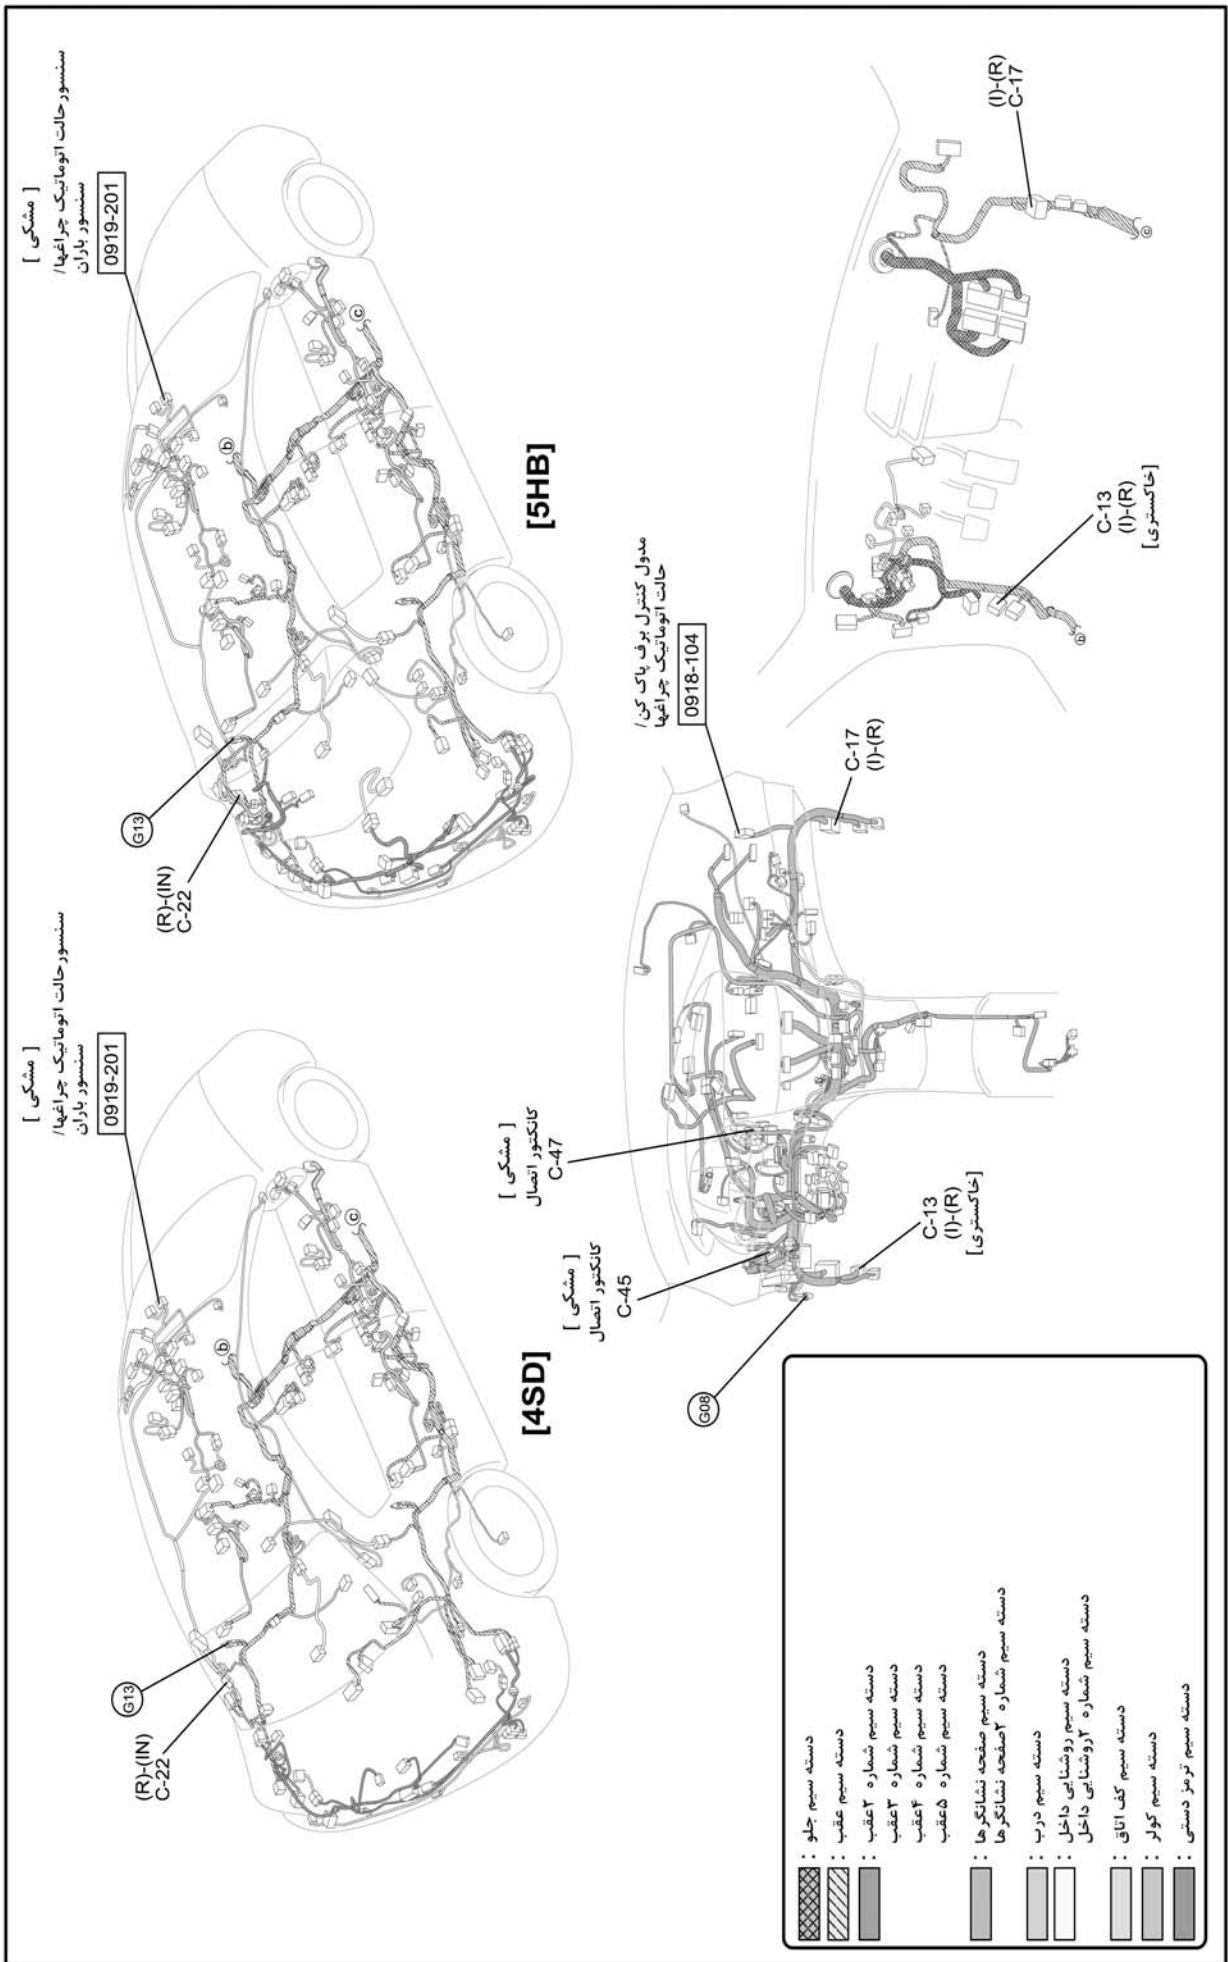 [ مشکی ]
سنسور حالت اتوماتیک چراغها/
سنسور باران
0919-201
G13
(R)-(IN)
C-22
b
c
[4SD]
[ مشکی ]
سنسور حالت اتوماتیک چراغها/
سنسور باران
0919-201
G13
(R)-(IN)
C-22
b
c
[5HB]
دسته سیم جلو :
دسته سیم عقب :
دسته سیم شماره ۲عقب :
دسته سیم شماره ۳عقب
دسته سیم شماره ۴عقب
دسته سیم شماره ۵عقب
دسته سیم صفحه نشانگرها :
دسته سیم شماره ۲صفحه نشانگرها
دسته سیم درب :
دسته سیم روشنایی داخل :
دسته سیم شماره ۲روشنایی داخل
دسته سیم کف اتاق :
دسته سیم کولر :
دسته سیم ترمز دستی :
G08
[ مشکی ]
کانکتور اتصال
C-45
[ مشکی ]
کانکتور اتصال
C-47
C-13
(I)-(R)
[خاکستری]
مدول کنترل برف پاک کن/
حالت اتوماتیک چراغها
0918-104
C-17
(I)-(R)
b
C-13
(I)-(R)
[خاکستری]
(I)-(R)
C-17
c